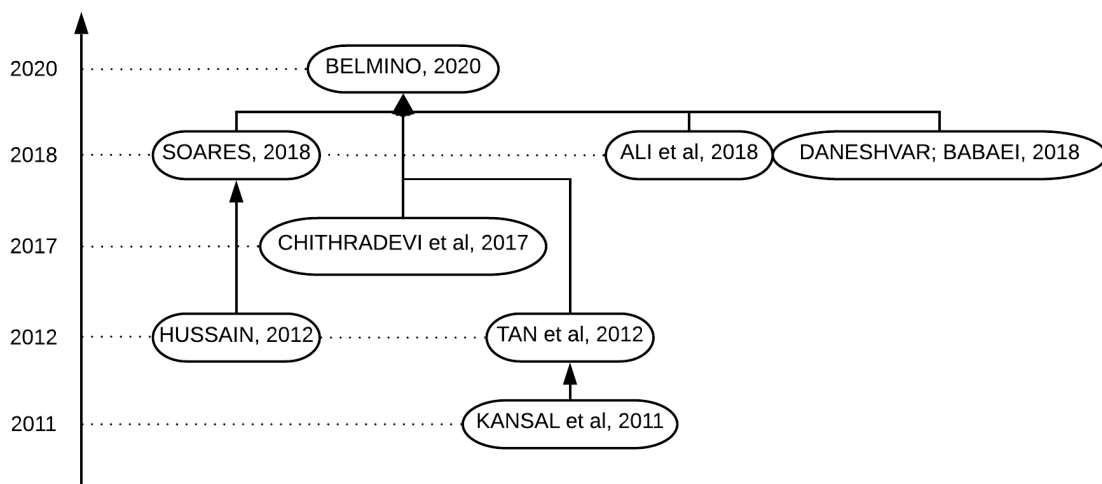 2020
BELMINO, 2020
2018
SOARES, 2018
ALI et al, 2018
DANESHVAR; BABAEI, 2018
2017
CHITHRADEVI et al, 2017
2012
HUSSAIN, 2012
TAN et al, 2012
2011
KANSAL et al, 2011